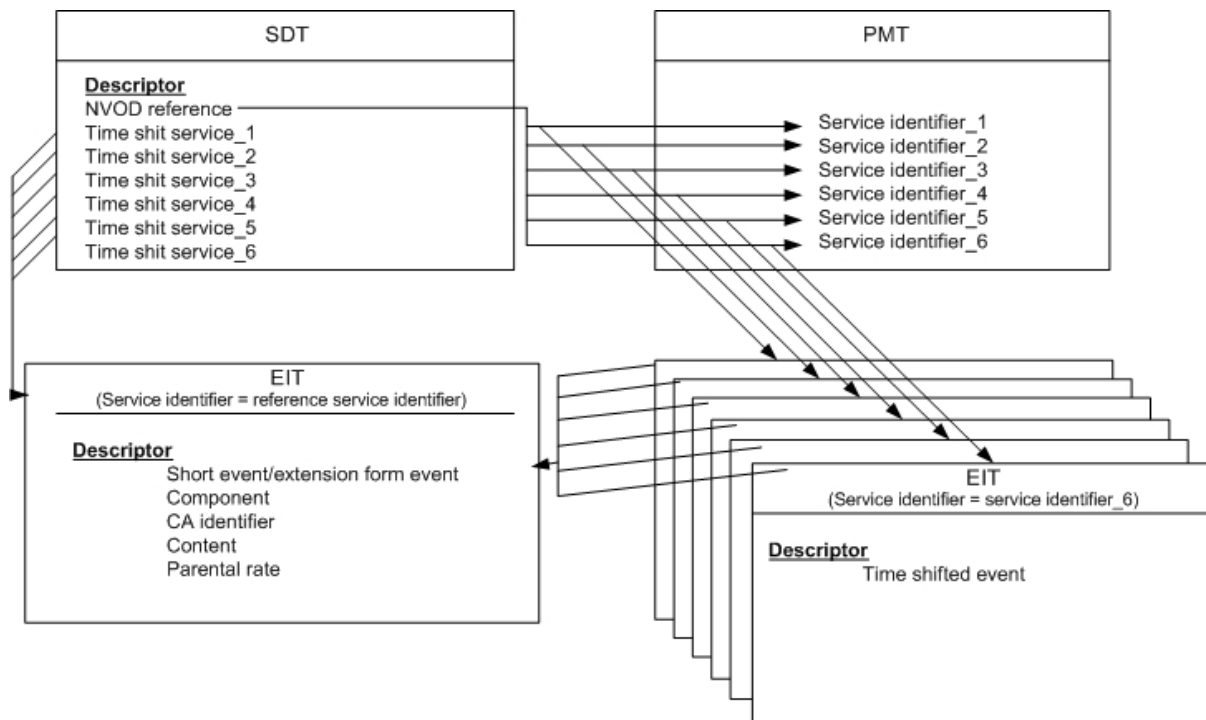 SDT
Descriptor
NVOD reference
Time shit service_1
Time shit service_2
Time shit service_3
Time shit service_4
Time shit service_5
Time shit service_6
PMT
Service identifier_1
Service identifier_2
Service identifier_3
Service identifier_4
Service identifier_5
Service identifier_6
EIT
(Service identifier = reference service identifier)
Descriptor
Short event/extension form event
Component
CA identifier
Content
Parental rate
EIT
(Service identifier = service identifier_6)
Descriptor
Time shifted event